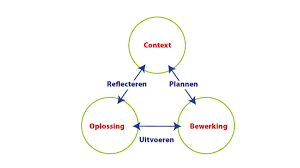 Context
Reflecteren
Plannen
Oplossing
Bewerking
Uitvoeren